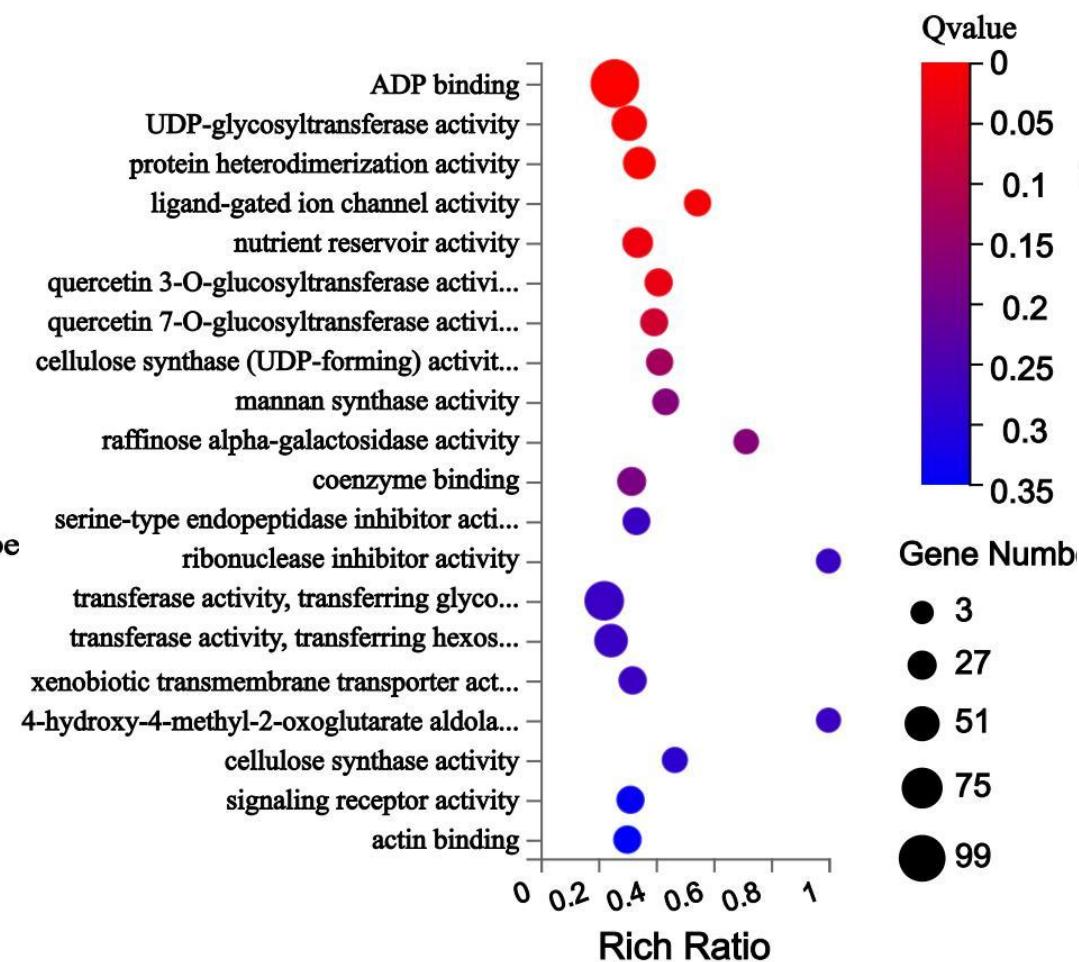 Qvalue
0
0.05
0.1
0.15
0.2
0.25
0.3
0.35
ADP binding
UDP-glycosyltransferase activity
protein heterodimerization activity
ligand-gated ion channel activity
nutrient reservoir activity
quercetin 3-O-glucosyltransferase activi...
quercetin 7-O-glucosyltransferase activi...
cellulose synthase (UDP-forming) activit...
mannan synthase activity
raffinose alpha-galactosidase activity
coenzyme binding
serine-type endopeptidase inhibitor acti...
ribonuclease inhibitor activity
transferase activity, transferring glyco...
transferase activity, transferring hexos...
xenobiotic transmembrane transporter act...
4-hydroxy-4-methyl-2-oxoglutarate aldola...
cellulose synthase activity
signaling receptor activity
actin binding
Gene Numbe
3
27
51
75
99
0 0.2 0.4 0.6 0.8 1
Rich Ratio